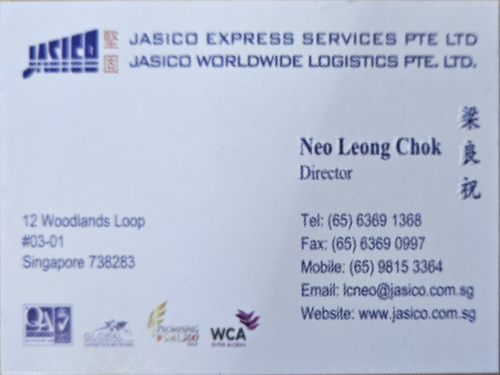 JASICO 堅固
JASICO EXPRESS SERVICES PTE LTD
JASICO WORLDWIDE LOGISTICS PTE. LTD.
梁良祝
Neo Leong Chok
Director
12 Woodlands Loop
#03-01
Singapore 738283
Tel: (65) 6369 1368
Fax: (65) 6369 0997
Mobile: (65) 9815 3364
Email: lcneo@jasico.com.sg
Website: www.jasico.com.sg
GLOBAL
PROMISING
WCA